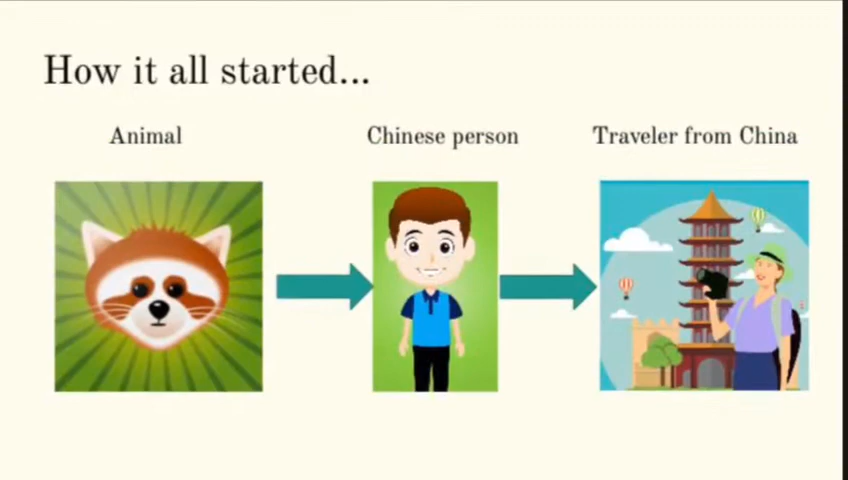 How it all started...
Animal
Chinese person
Traveler from China